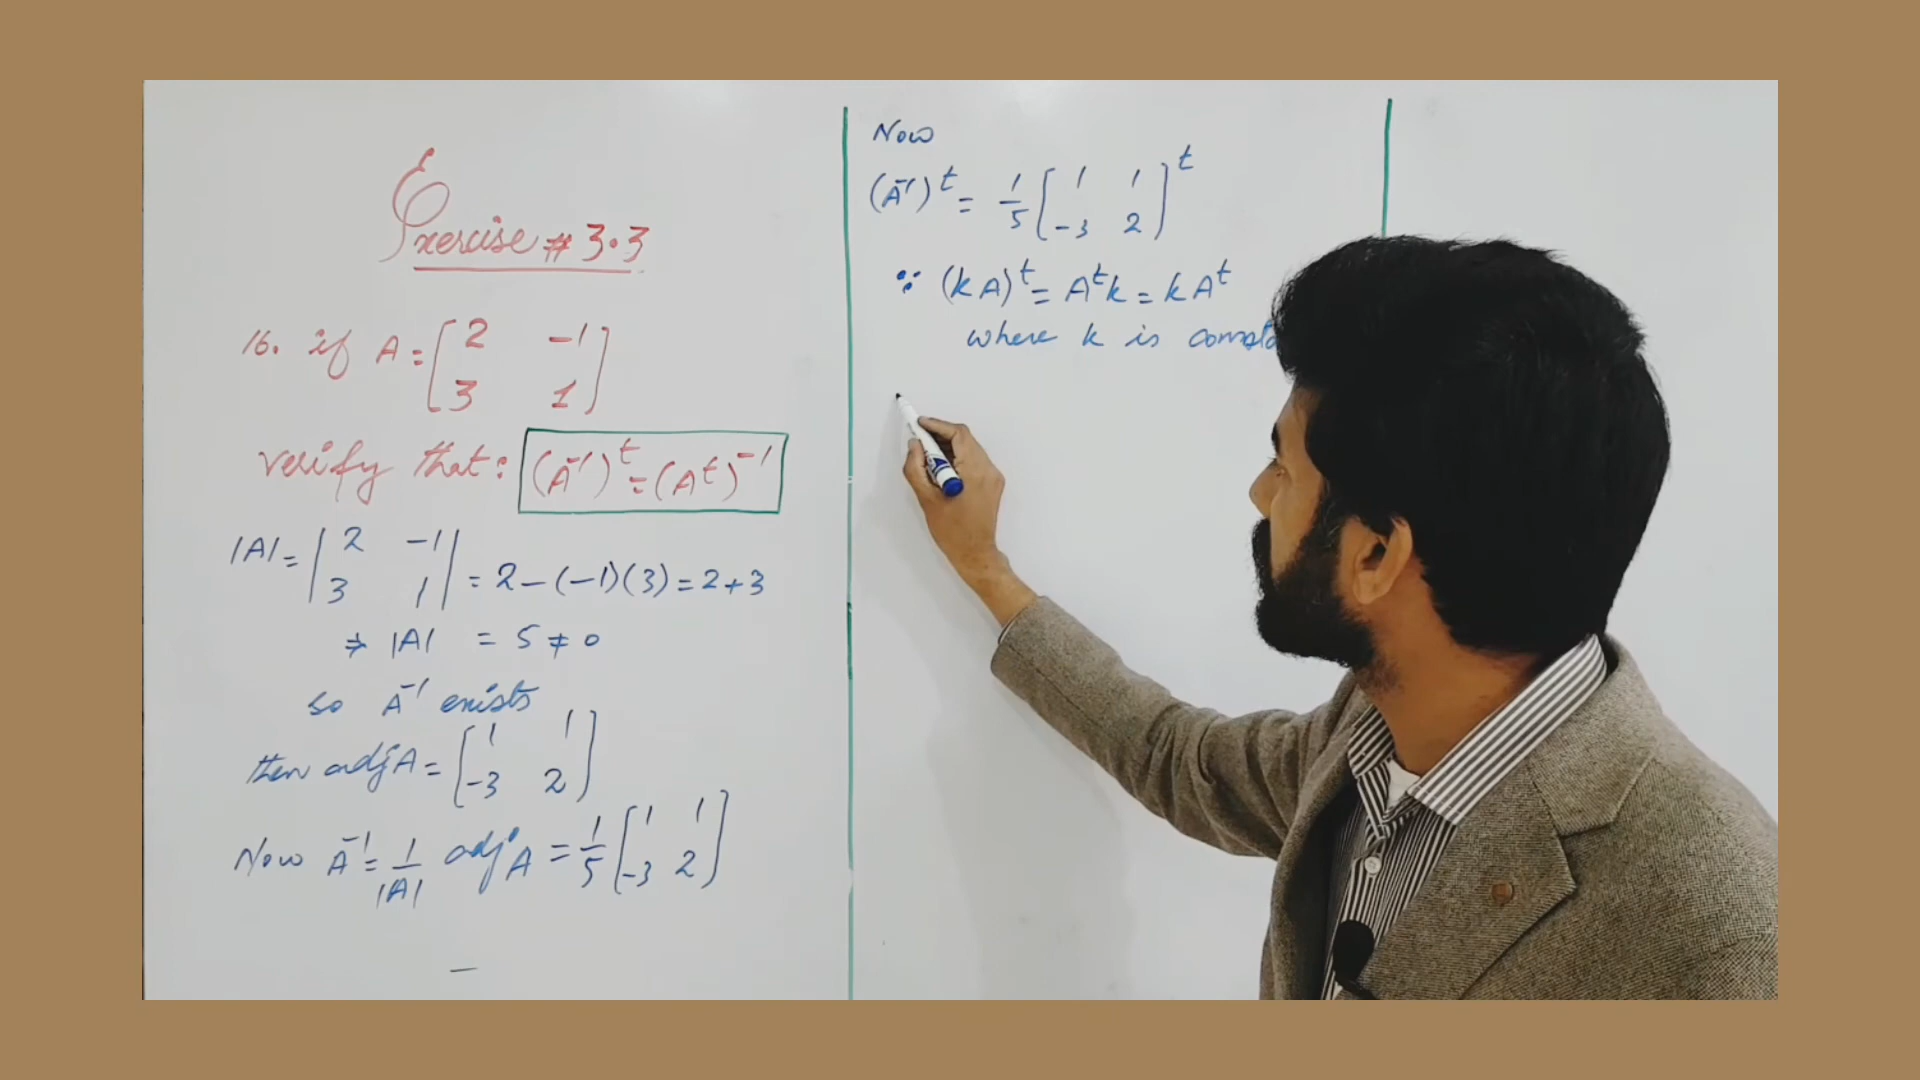 Exercise # 3.3
16. if A = [2 -1
3 1]
verify that: (A⁻¹)ᵗ = (Aᵗ)⁻¹
|A| = |2 -1
3 1| = 2 - (-1)(3) = 2 + 3
⇒ |A| = 5 ≠ 0
so A⁻¹ exists
then adj A = [1 1
-3 2]
Now A⁻¹ = 1/|A| adj A = 1/5 [1 1
-3 2]
Now
(A⁻¹)ᵗ = 1/5 [1 1
-3 2]ᵗ
∵ (kA)ᵗ = Aᵗk = kAᵗ
where k is